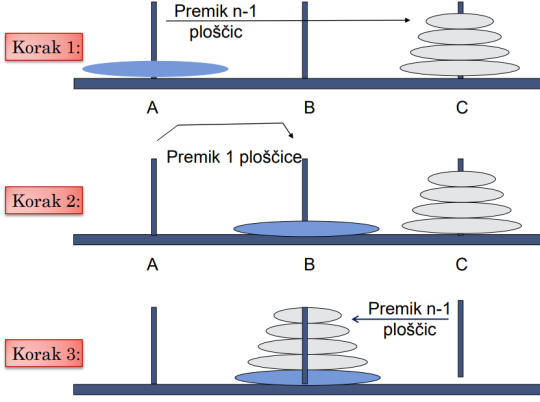 Premik n-1
ploščic
Korak 1:
A B C
Premik 1 ploščice
Korak 2:
A B C
Premik n-1
ploščic
Korak 3: